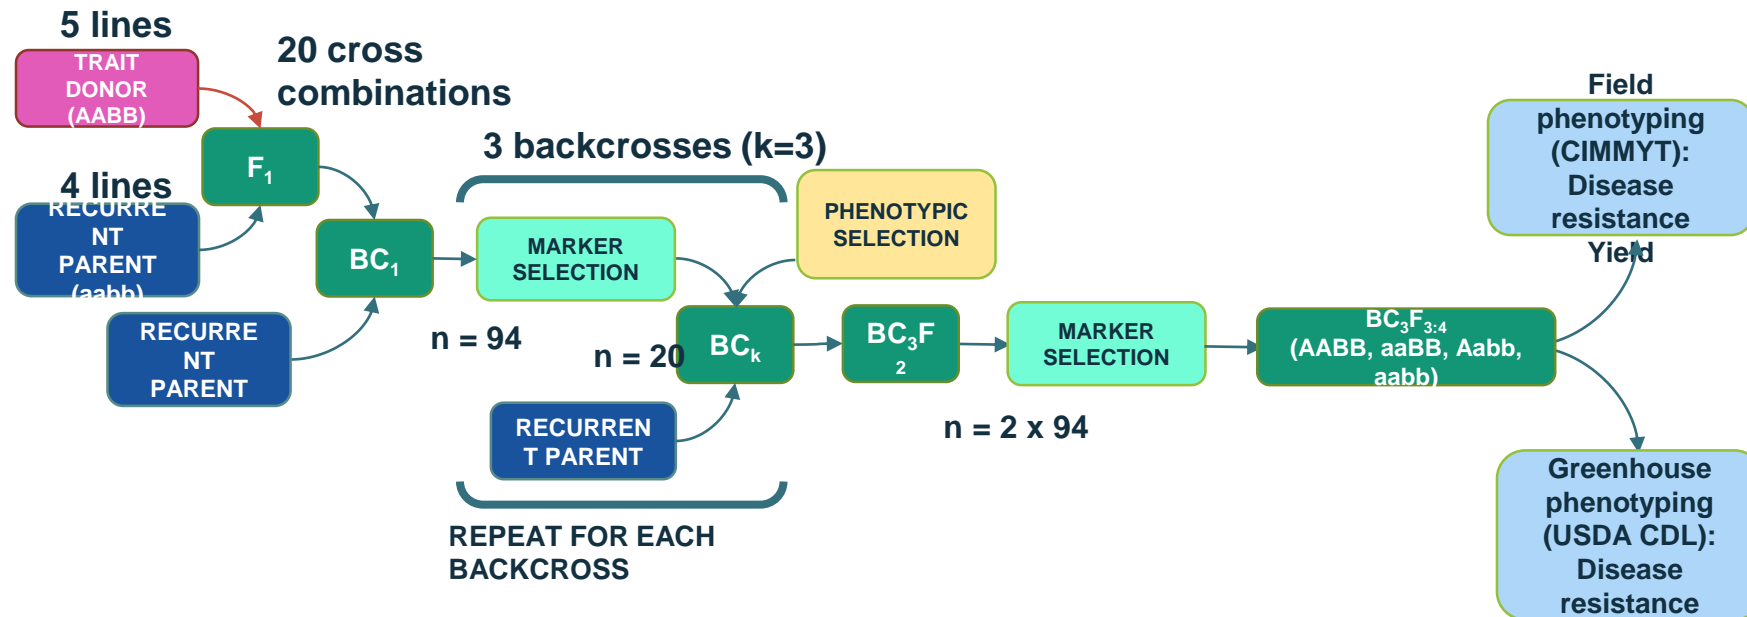 5 lines
TRAIT
DONOR
(AABB)
20 cross
combinations
F1
4 lines
RECURRE
NT
PARENT
(aabb)
RECURRE
NT
PARENT
BC1
3 backcrosses (k=3)
MARKER
SELECTION
n = 94
PHENOTYPIC
SELECTION
n = 20
BCk
RECURREN
T PARENT
REPEAT FOR EACH
BACKCROSS
BC3F
2
MARKER
SELECTION
n = 2 x 94
BC3F3:4
(AABB, aaBB, Aabb,
aabb)
Field
phenotyping
(CIMMYT):
Disease
resistance
Yield
Greenhouse
phenotyping
(USDA CDL):
Disease
resistance